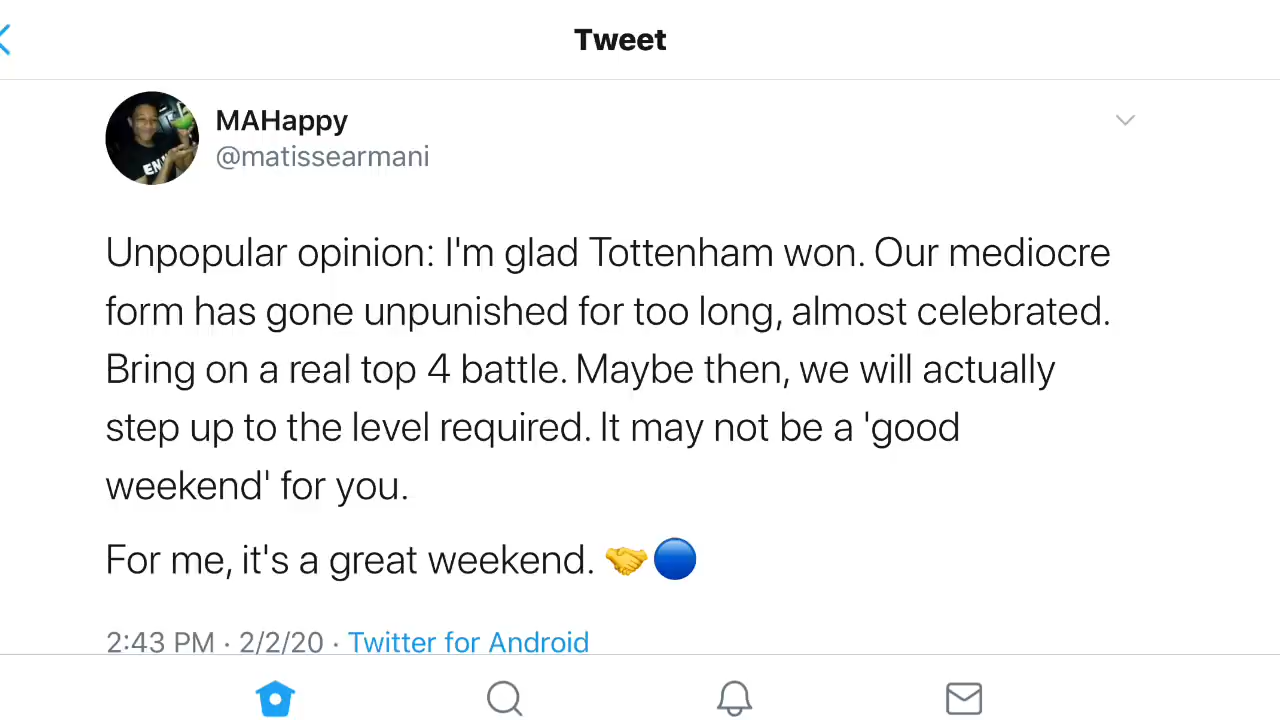 Tweet
MAHappy
@matissearmani
Unpopular opinion: I'm glad Tottenham won. Our mediocre
form has gone unpunished for too long, almost celebrated.
Bring on a real top 4 battle. Maybe then, we will actually
step up to the level required. It may not be a 'good
weekend' for you.
For me, it's a great weekend. 🤝🔵
2:43 PM · 2/2/20 · Twitter for Android